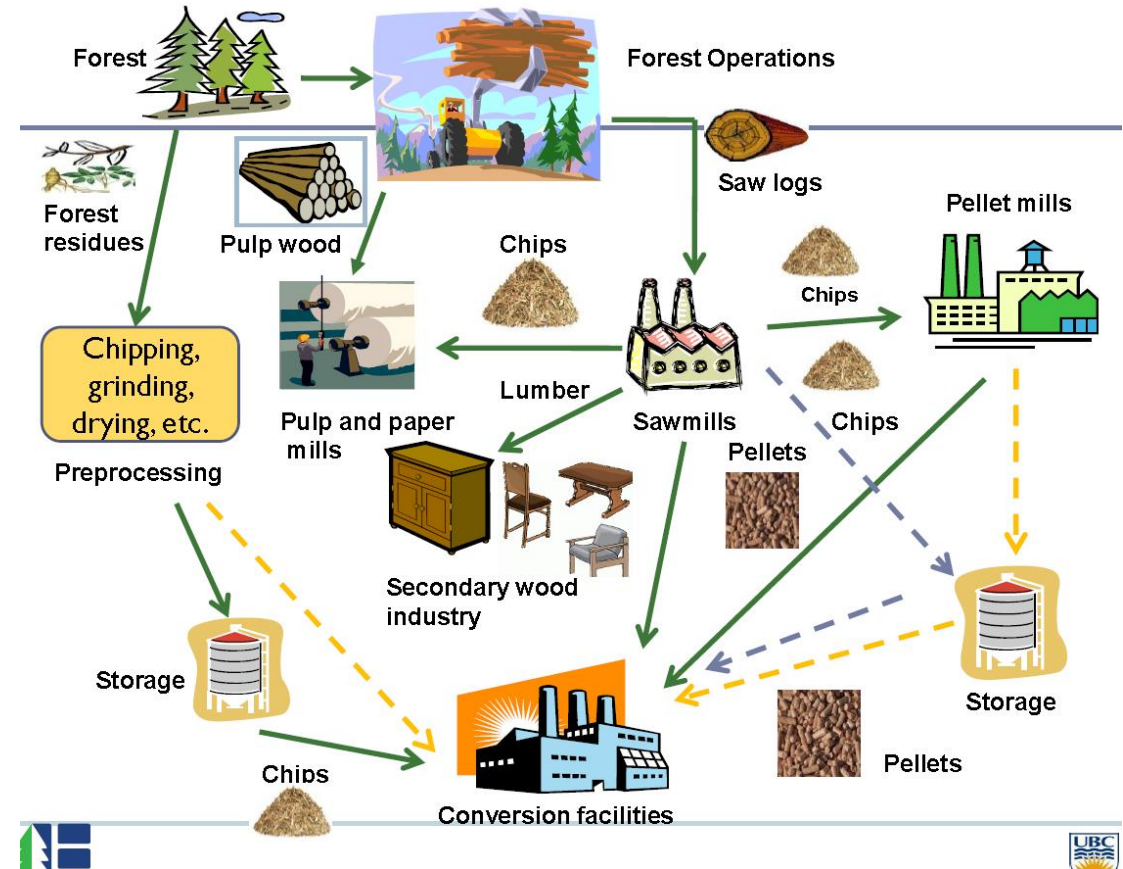 Forest
Forest Operations
Saw logs
Forest
residues
Pulp wood
Chips
Pellet mills
Chips
Chipping,
grinding,
drying, etc.
Lumber
Pulp and paper
mills
Sawmills
Chips
Pellets
Preprocessing
Secondary wood
industry
Storage
Storage
Pellets
Chips
Conversion facilities
UBC